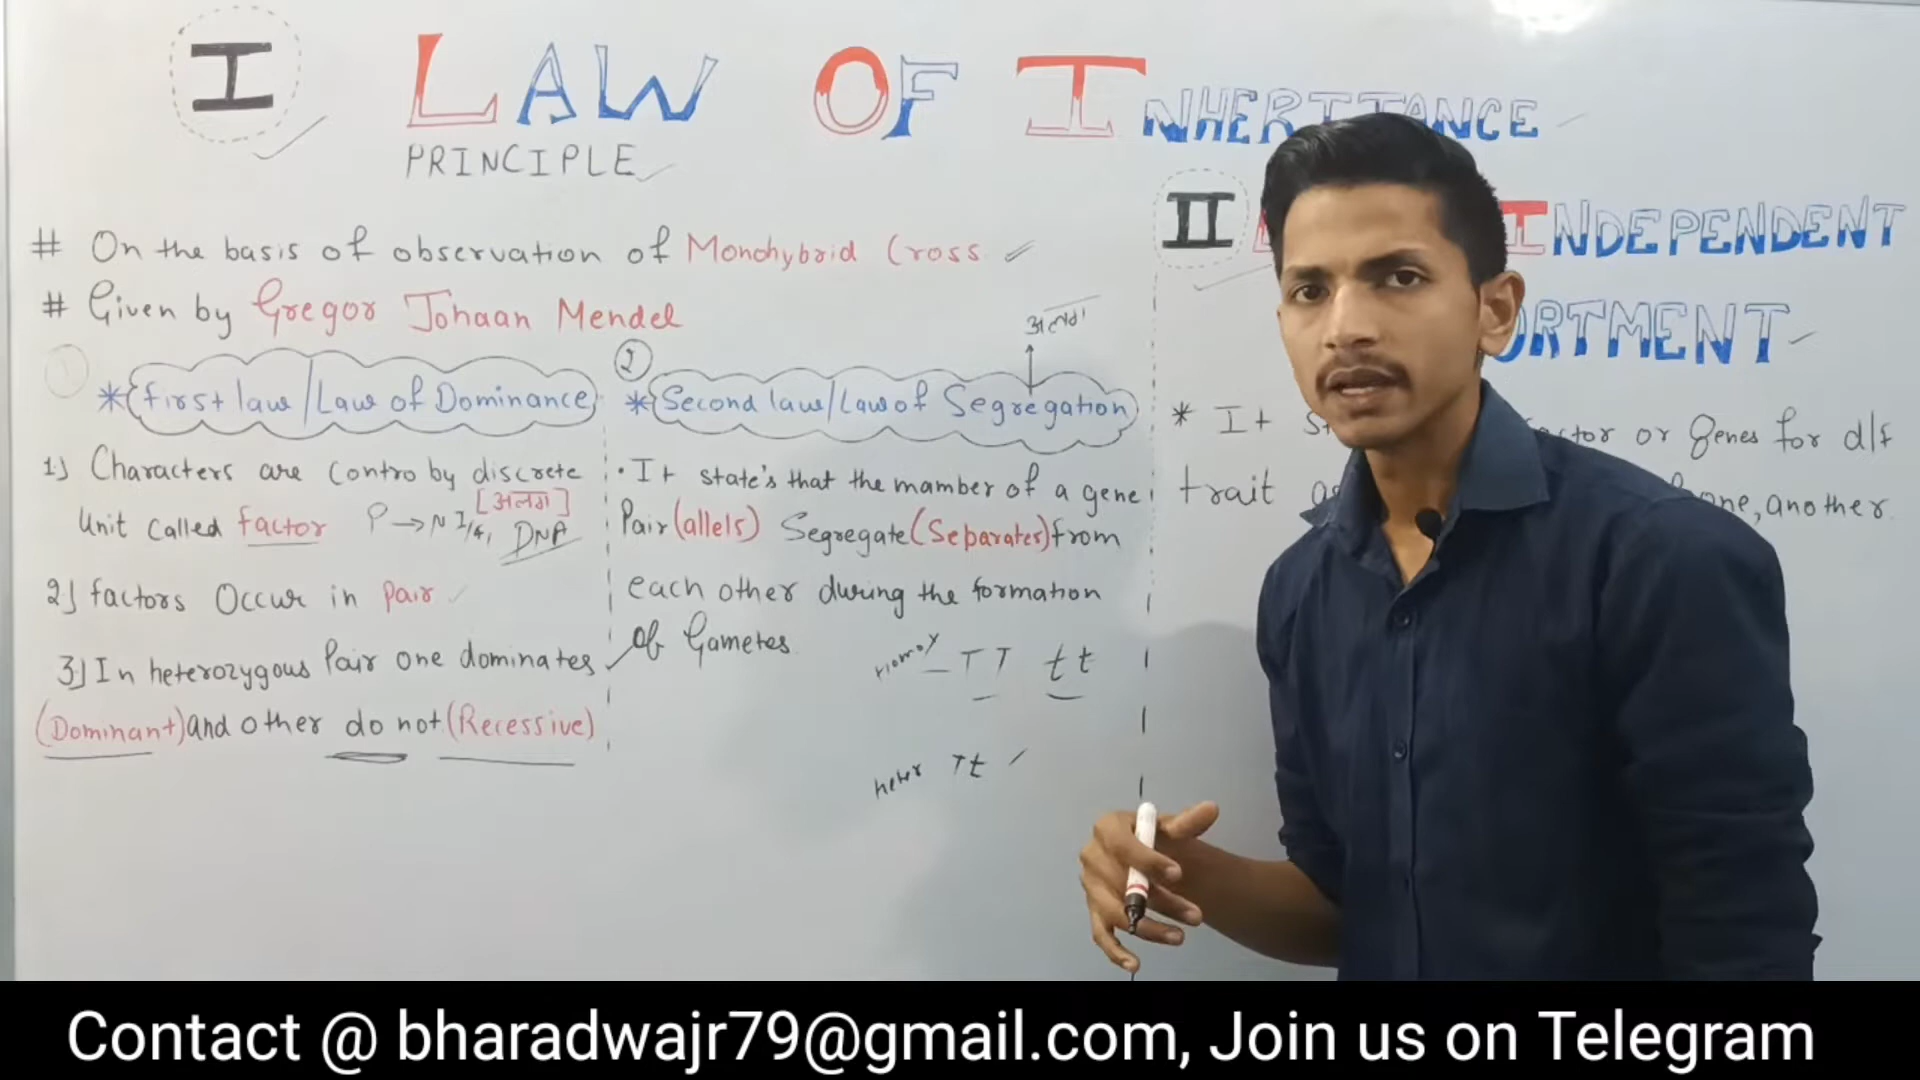 I LAW OF INHERITANCE
PRINCIPLE
# On the basis of observation of Monohybrid Cross
# Given by Gregor Johaan Mendel
1
* First law / Law of Dominance
1) Characters are contro by discrete
[अलग]
Unit called factor P → N I/4, DNA
2) factors Occur in Pair
3) In heterozygous Pair one dominates
(Dominant) and other do not (Recessive)
अलग
2
* Second law / Law of Segregation
• It state's that the mamber of a gene
Pair (allels) Segregate (Separates) from
each other during the formation
of Gametes
homoy TT tt
heter Tt
II INDEPENDENT
ORTMENT
* It or genes for d/f
trait one, another
Contact @ bharadwajr79@gmail.com, Join us on Telegram